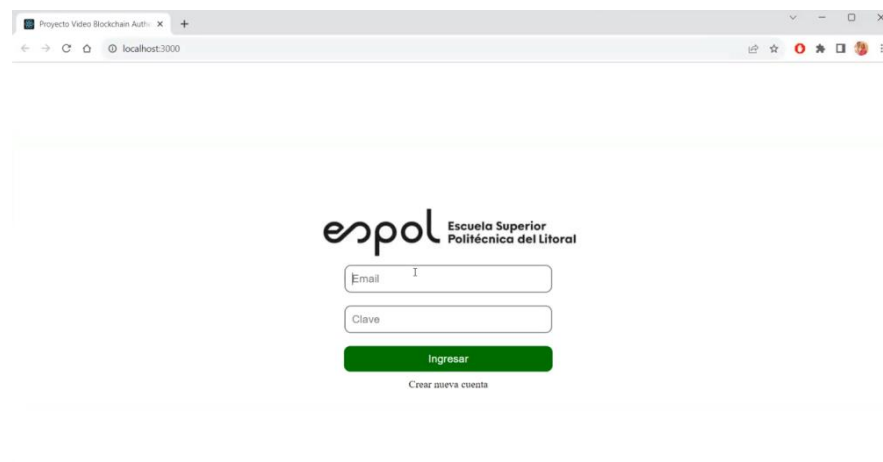 Proyecto Video Blockchain Auth
localhost:3000
espol Escuela Superior
Politécnica del Litoral
Email
Clave
Ingresar
Crear nueva cuenta